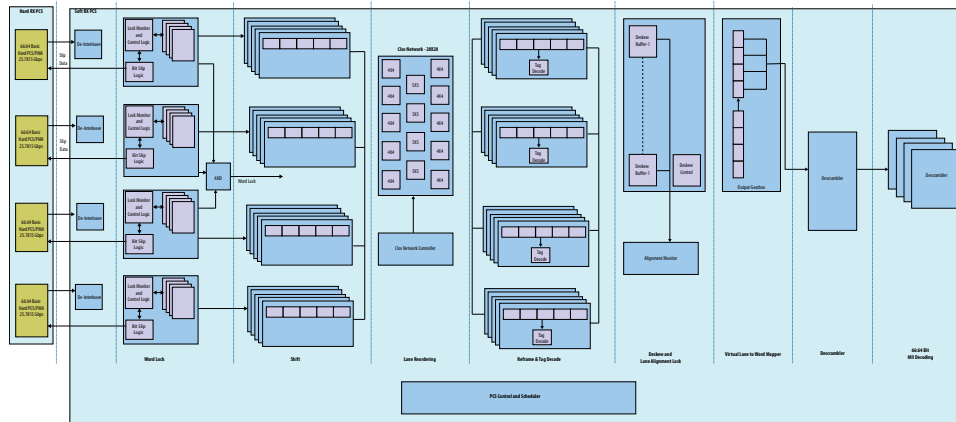 Hard RX PCS
Soft RX PCS
66:64 Basic
Hard PCS/PMA
25.7815 Gbps
De-Interleave
Slip
Data
Lock Monitor
and
Control Logic
Bit Slip
Logic
66:64 Basic
Hard PCS/PMA
25.7815 Gbps
De-Interleave
Slip
Data
Lock Monitor
and
Control Logic
Bit Slip
Logic
AND
Word Lock
66:64 Basic
Hard PCS/PMA
25.7815 Gbps
De-Interleave
Lock Monitor
and
Control Logic
Bit Slip
Logic
66:64 Basic
Hard PCS/PMA
25.7815 Gbps
De-Interleave
Lock Monitor
and
Control Logic
Bit Slip
Logic
Clos Network - 20X20
4X4
4X4
5X5
4X4
4X4
5X5
4X4
4X4
5X5
4X4
4X4
5X5
4X4
4X4
Clos Network Controller
Tag
Decode
Tag
Decode
Tag
Decode
Tag
Decode
Deskew
Buffer-1
Deskew
Buffer-1
Deskew
Control
Alignment Monitor
Output Gearbox
Descrambler
Descrambler
Word Lock
Shift
Lane Reordering
Reframe & Tag Decode
Deskew and
Lane Alignment Lock
Virtual Lane to Word Mapper
Descrambler
66:64 Bit
MII Decoding
PCS Control and Scheduler